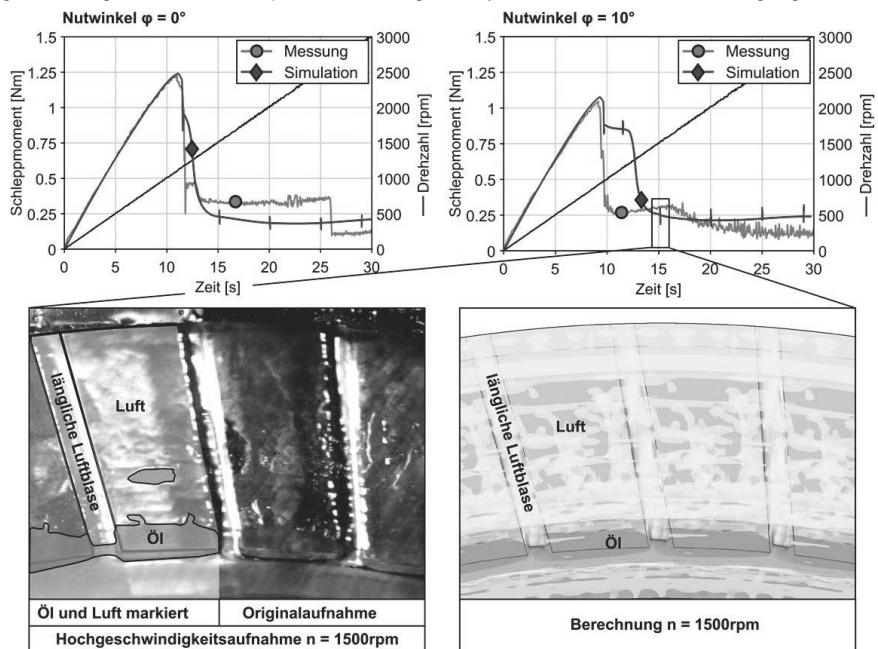 Nutwinkel φ = 0°
Nutwinkel φ = 10°
1.5
1.25
1
0.75
0.5
0.25
0
Schleppmoment [Nm]
0
5
10
15
20
25
30
Zeit [s]
3000
2500
2000
1500
1000
500
0
Drehzahl [rpm]
Messung
Simulation
1.5
1.25
1
0.75
0.5
0.25
0
Schleppmoment [Nm]
0
5
10
15
20
25
30
Zeit [s]
3000
2500
2000
1500
1000
500
0
Drehzahl [rpm]
Messung
Simulation
längliche Luftblase
Luft
Öl
Öl und Luft markiert
Originalaufnahme
Hochgeschwindigkeitsaufnahme n = 1500rpm
längliche Luftblase
Luft
Öl
Berechnung n = 1500rpm